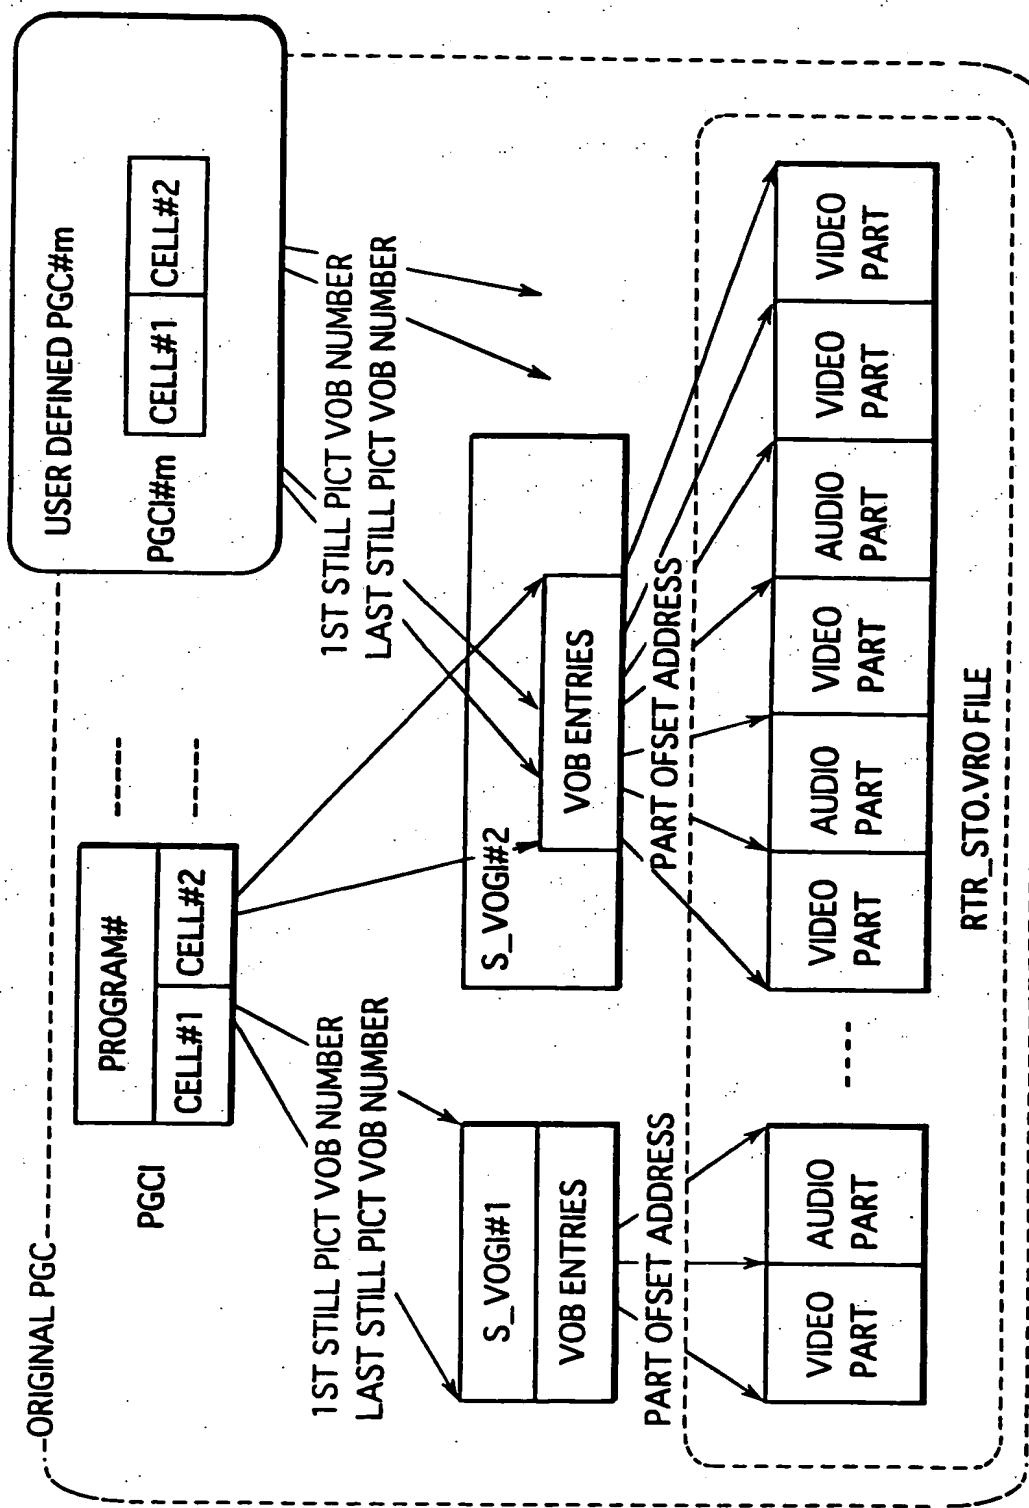 ORIGINAL PGC
USER DEFINED PGC#m
PGCI#m
CELL#1
CELL#2
PGCI
PROGRAM#
CELL#1
CELL#2
1ST STILL PICT VOB NUMBER
LAST STILL PICT VOB NUMBER
1ST STILL PICT VOB NUMBER
LAST STILL PICT VOB NUMBER
S_VOGI#1
VOB ENTRIES
S_VOGI#2
VOB ENTRIES
PART OFSET ADDRESS
PART OFSET ADDRESS
VIDEO
PART
AUDIO
PART
VIDEO
PART
AUDIO
PART
VIDEO
PART
AUDIO
PART
VIDEO
PART
VIDEO
PART
RTR_STO.VRO FILE